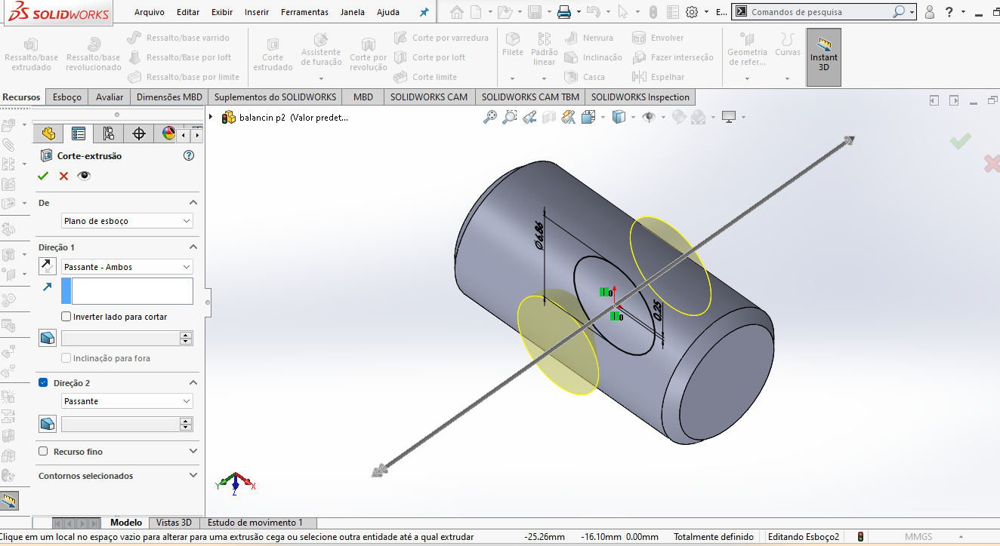 SOLIDWORKS Arquivo Editar Exibir Inserir Ferramentas Janela Ajuda E... Comandos de pesquisa ?
Ressalto/base extrudado
Ressalto/base revolucionado
Ressalto/base varrido
Ressalto/Base por loft
Ressalto/base por limite
Corte extrudado
Assistente de furação
Corte por revolução
Corte por varredura
Corte por loft
Corte limite
Filete
Padrão linear
Nervura
Inclinação
Casca
Envolver
Fazer interseção
Espelhar
Geometria de refer...
Curvas
Instant 3D
Recursos Esboço Avaliar Dimensões MBD Suplementos do SOLIDWORKS MBD SOLIDWORKS CAM SOLIDWORKS CAM TBM SOLIDWORKS Inspection
balancin p2 (Valor predet...
Corte-extrusão
De
Plano de esboço
Direção 1
Passante - Ambos
Inverter lado para cortar
Inclinação para fora
Direção 2
Passante
Recurso fino
Contornos selecionados
Ø6.86
0
0
0.25
Y X
Z
Modelo Vistas 3D Estudo de movimento 1
Clique em um local no espaço vazio para alterar para uma extrusão cega ou selecione outra entidade até a qual extrudar -25.26mm -16.10mm 0.00mm Totalmente definido Editando Esboço2 MMGS